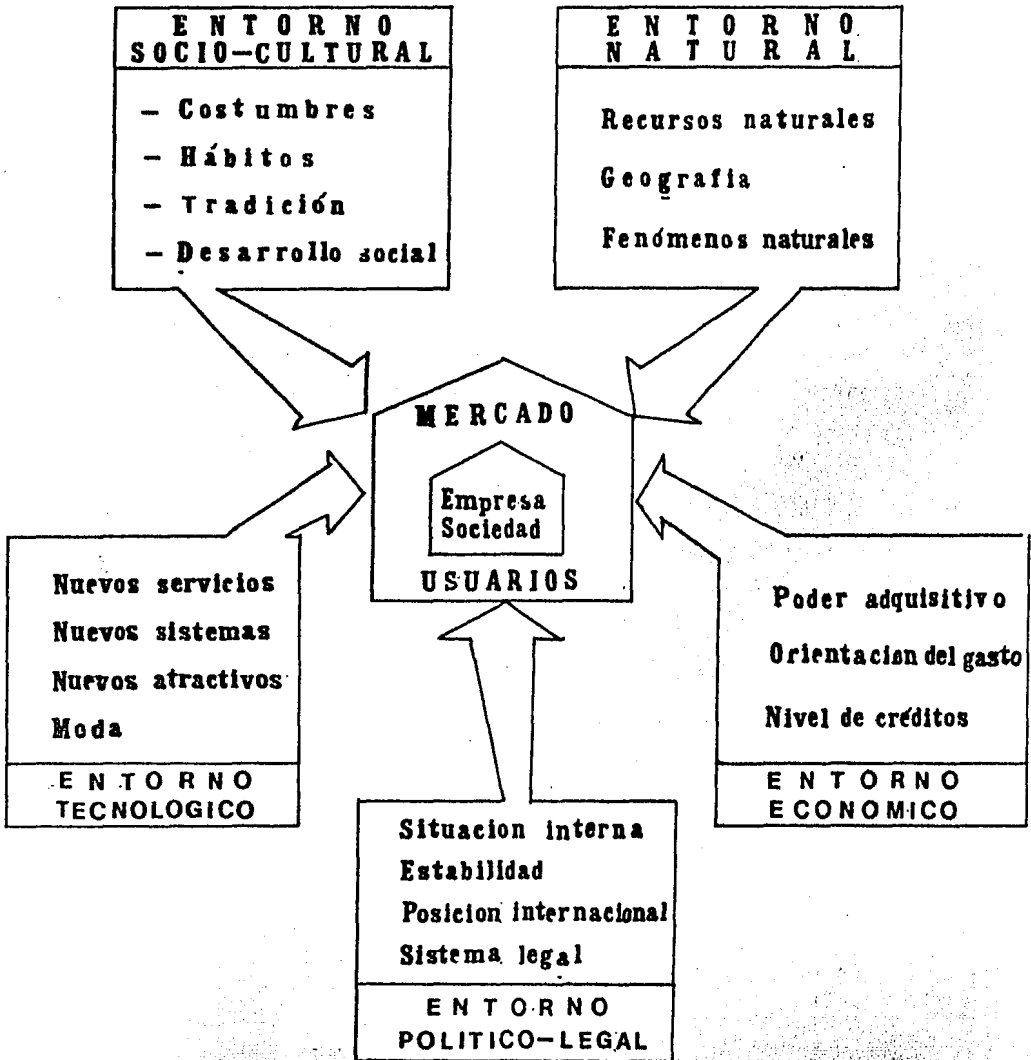 ENTORNO
SOCIO-CULTURAL
- Costumbres
- Hábitos
- Tradición
- Desarrollo social
ENTORNO
NATURAL
Recursos naturales
Geografia
Fenómenos naturales
MERCADO
Empresa
Sociedad
USUARIOS
Nuevos servicios
Nuevos sistemas
Nuevos atractivos
Moda
ENTORNO
TECNOLOGICO
Poder adquisitivo
Orientacion del gasto
Nivel de créditos
ENTORNO
ECONOMICO
Situacion interna
Estabilidad
Posicion internacional
Sistema legal
ENTORNO
POLITICO-LEGAL